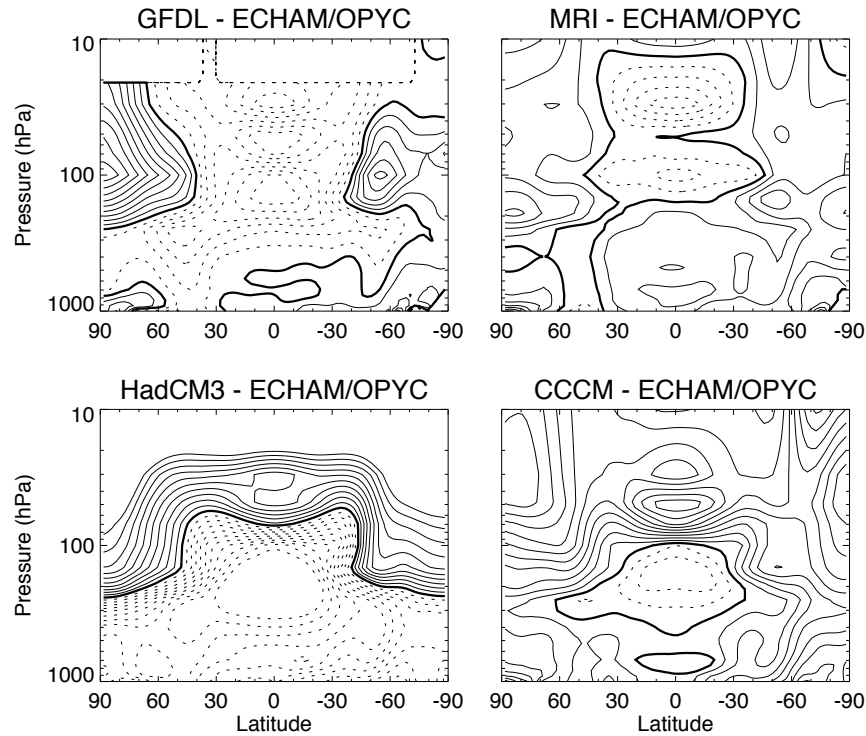 GFDL - ECHAM/OPYC
MRI - ECHAM/OPYC
Pressure (hPa)
10
100
1000
90 60 30 0 -30 -60 -90
90 60 30 0 -30 -60 -90
HadCM3 - ECHAM/OPYC
CCCM - ECHAM/OPYC
Pressure (hPa)
10
100
1000
90 60 30 0 -30 -60 -90
90 60 30 0 -30 -60 -90
Latitude
Latitude